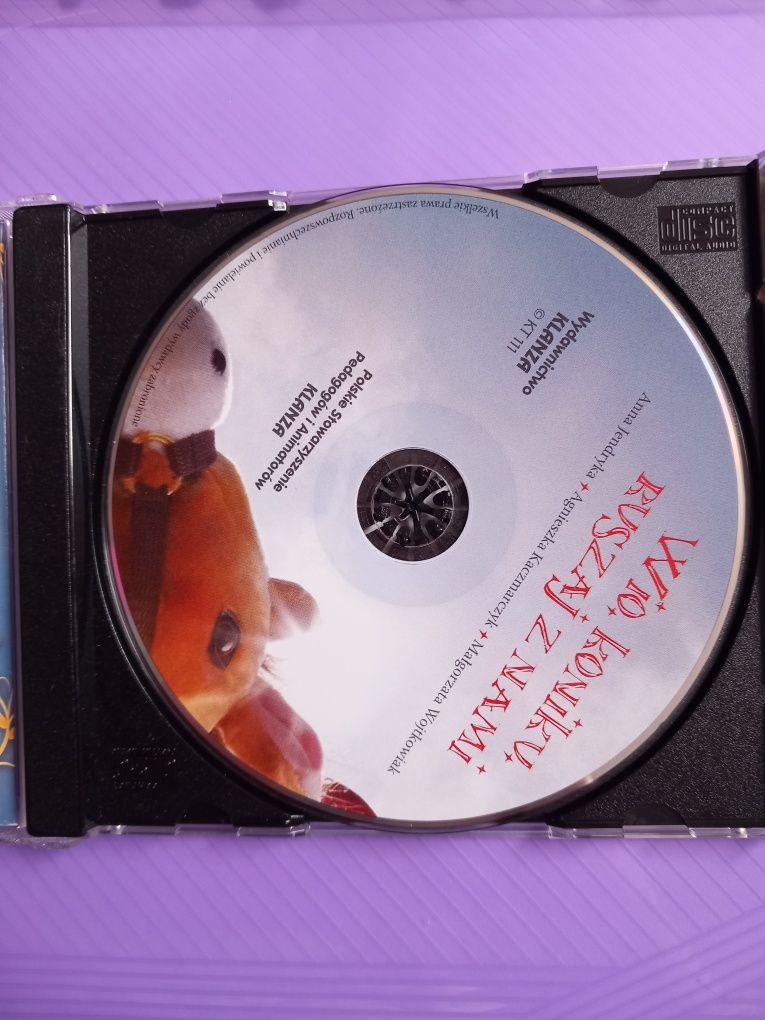 WIO KONIKU,
RUSZAJ Z NAMI
Anna Jendryka ✦ Agnieszka Kaczmarczyk ✦ Małgorzata Wojtkowiak
Wydawnictwo
KLANZA
© KT 111
Polskie Stowarzyszenie
Pedagogów i Animatorów
KLANZA
Wszelkie prawa zastrzeżone. Rozpowszechnianie i powielanie bez zgody wydawcy zabronione
COMPACT
disc
DIGITAL AUDIO